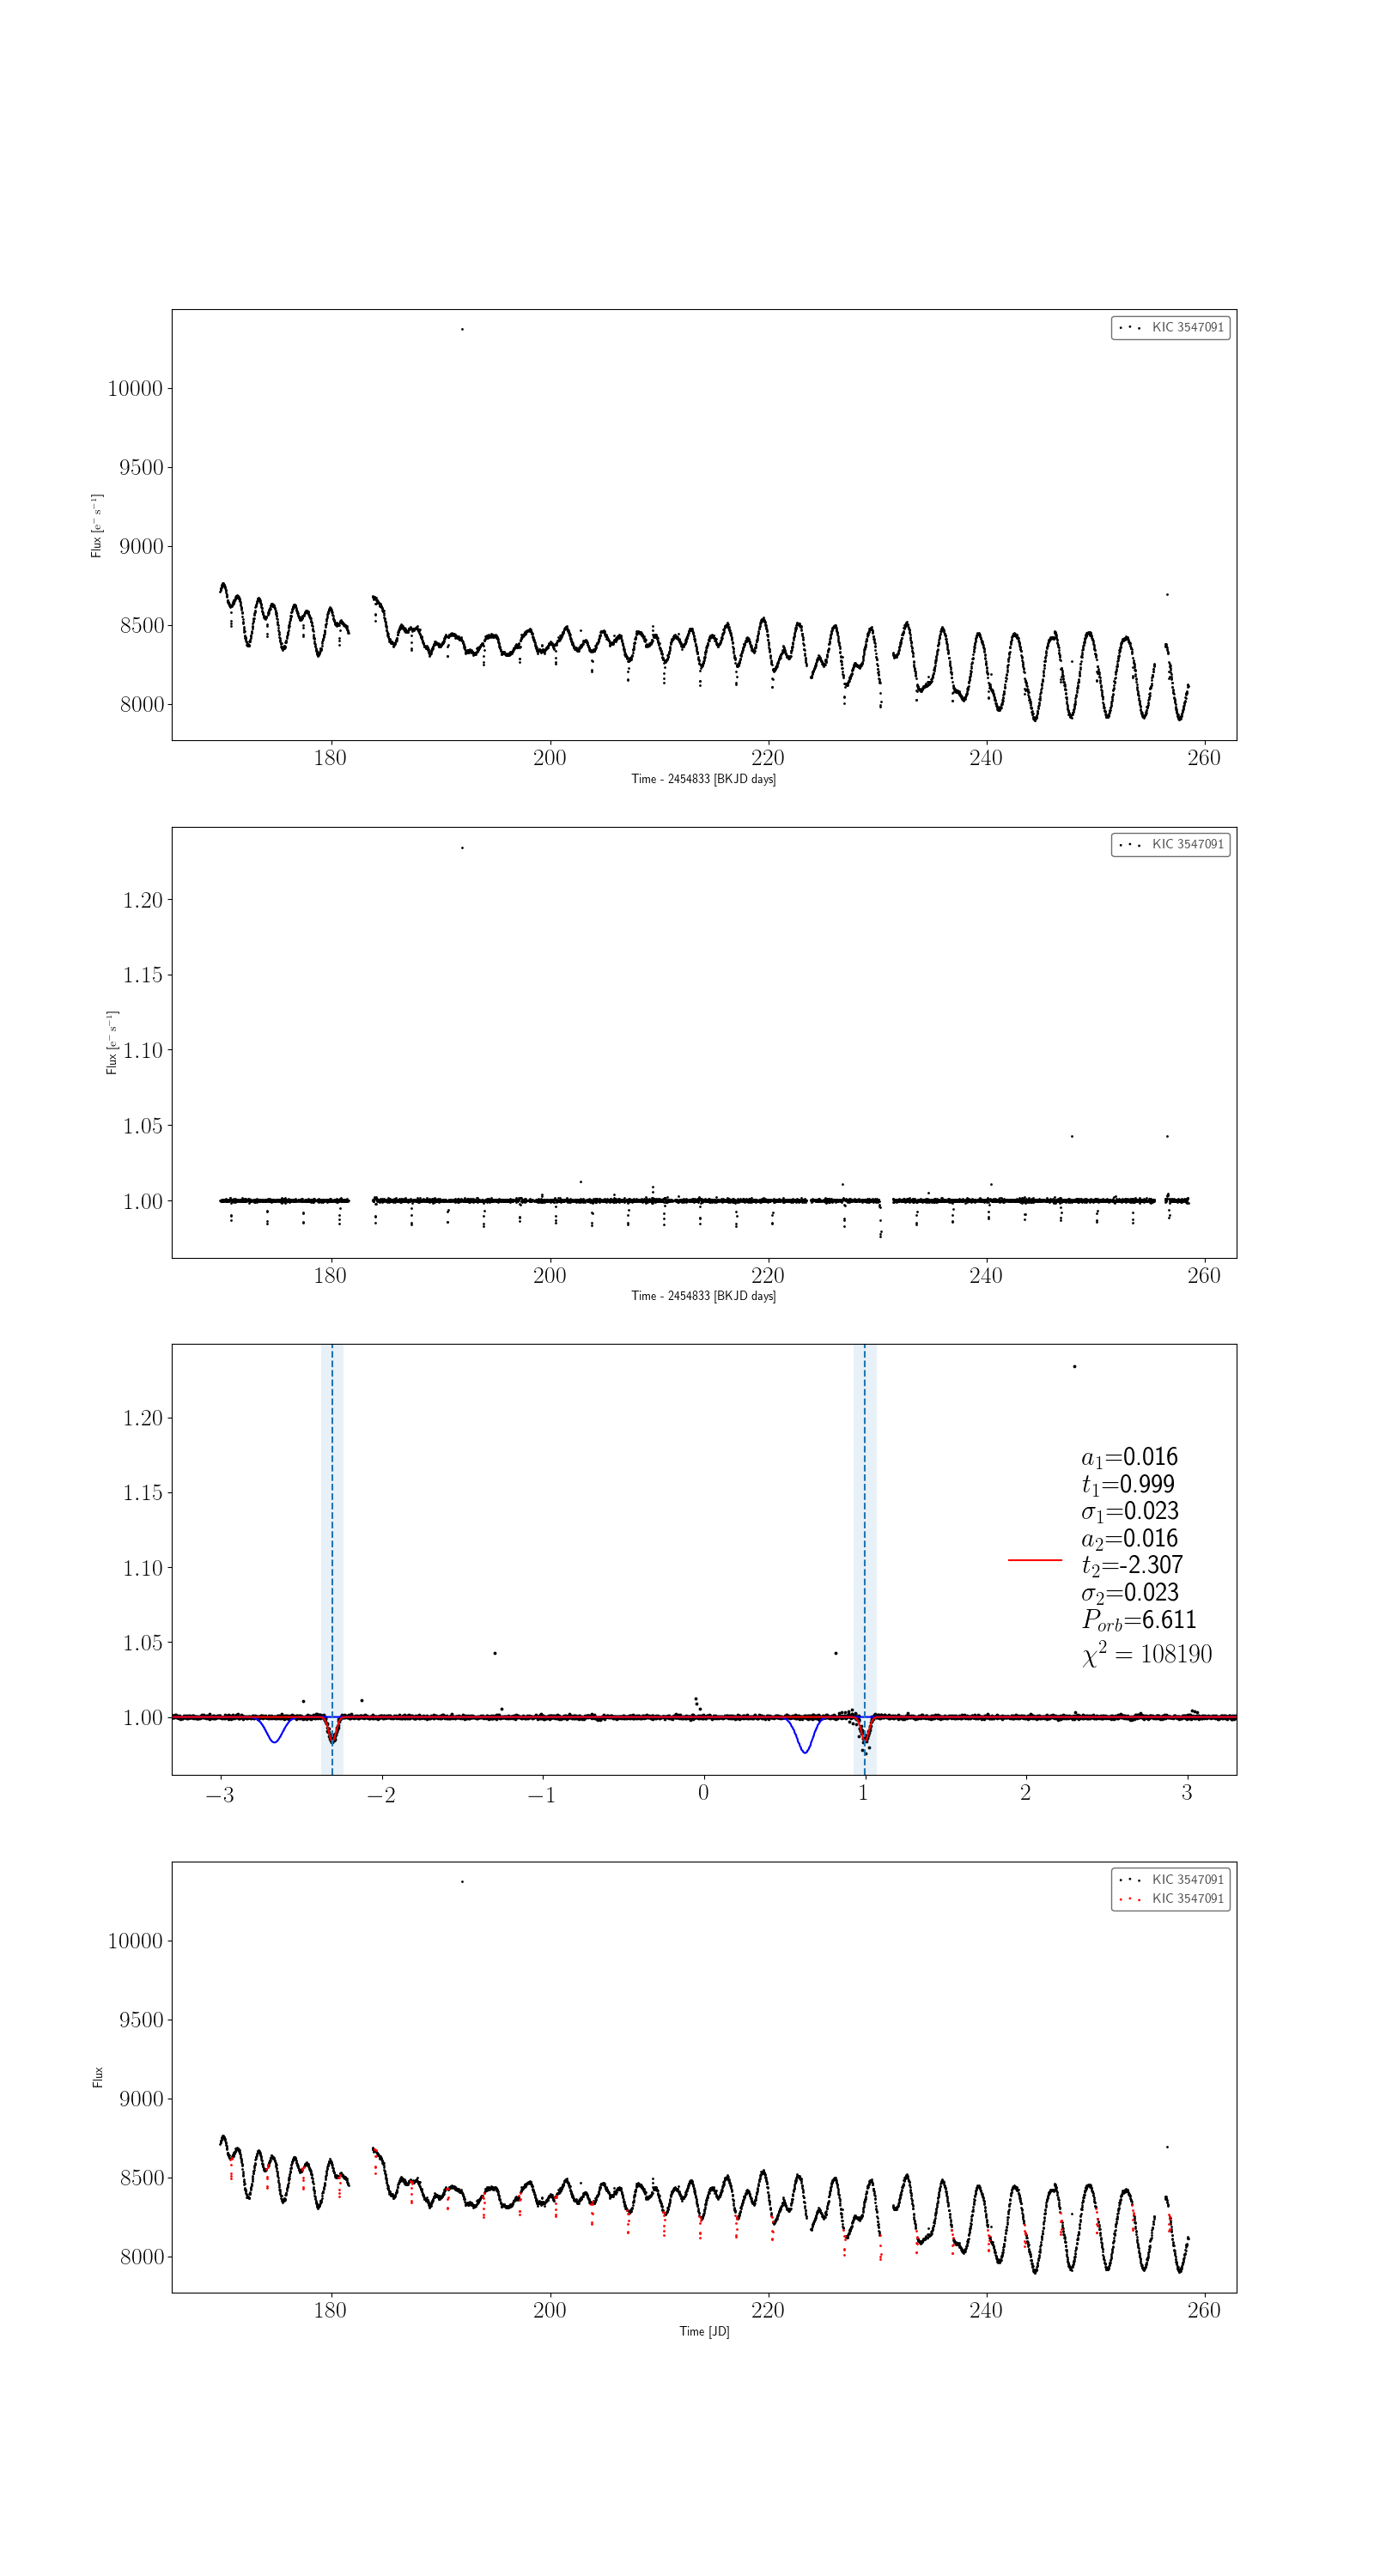 KIC 3547091
10000
9500
9000
8500
8000
Flux [e⁻ s⁻¹]
180 200 220 240 260
Time - 2454833 [BKJD days]
KIC 3547091
1.20
1.15
1.10
1.05
1.00
Flux [e⁻ s⁻¹]
180 200 220 240 260
Time - 2454833 [BKJD days]
1.20
1.15
1.10
1.05
1.00
a₁=0.016
t₁=0.999
σ₁=0.023
a₂=0.016
t₂=-2.307
σ₂=0.023
Pₒᵣb=6.611
χ² = 108190
−3 −2 −1 0 1 2 3
KIC 3547091
KIC 3547091
10000
9500
9000
8500
8000
Flux
180 200 220 240 260
Time [JD]